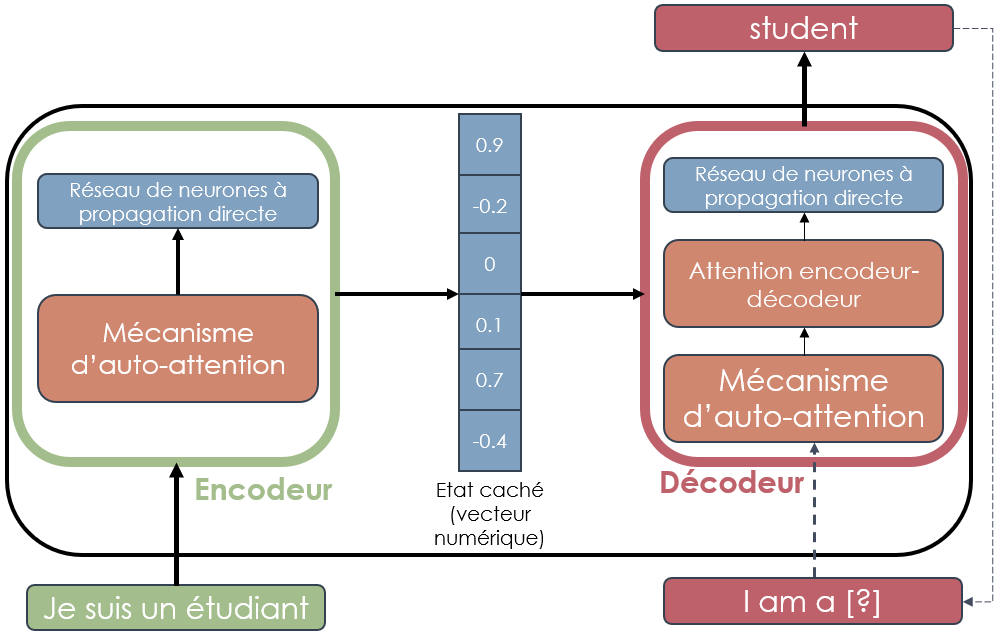 student
Réseau de neurones à
propagation directe
Mécanisme
d'auto-attention
Encodeur
Je suis un étudiant
0.9
-0.2
0
0.1
0.7
-0.4
Etat caché
(vecteur
numérique)
Réseau de neurones à
propagation directe
Attention encodeur-
décodeur
Mécanisme
d'auto-attention
Décodeur
I am a [?]